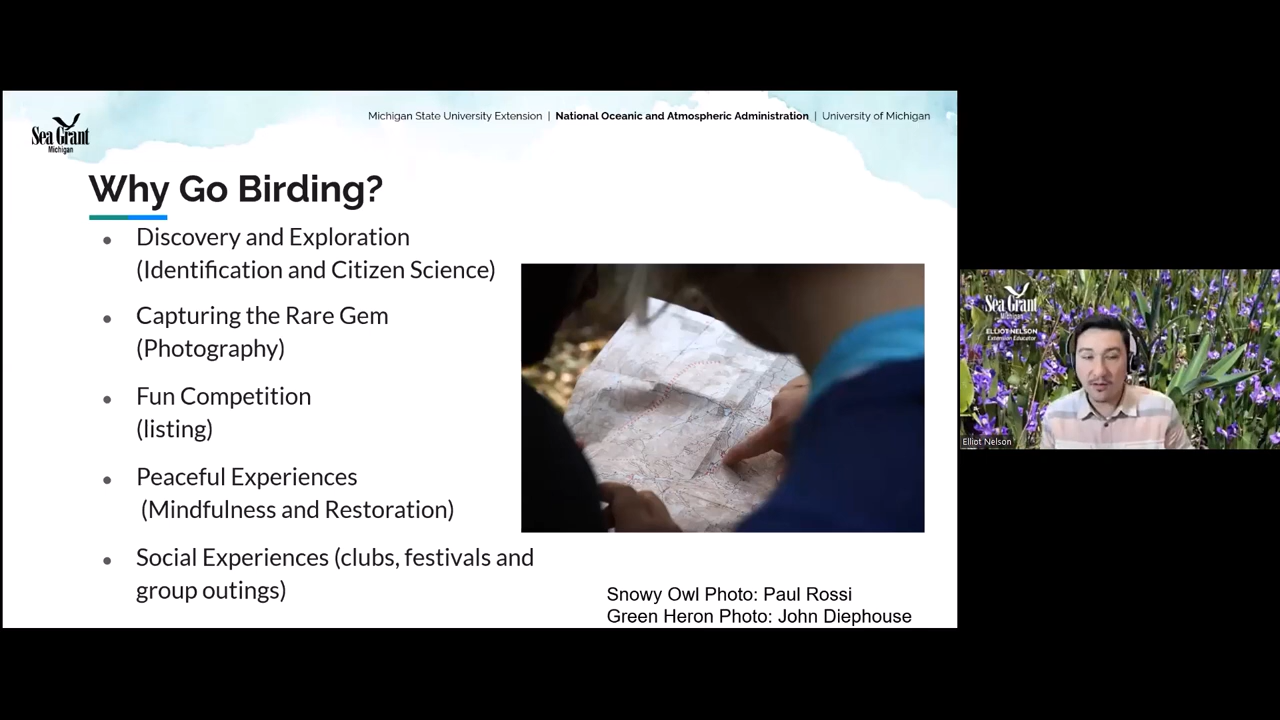 Michigan State University Extension | National Oceanic and Atmospheric Administration | University of Michigan
Sea Grant
Michigan
Why Go Birding?
• Discovery and Exploration
(Identification and Citizen Science)
• Capturing the Rare Gem
(Photography)
• Fun Competition
(listing)
• Peaceful Experiences
(Mindfulness and Restoration)
• Social Experiences (clubs, festivals and
group outings)
Snowy Owl Photo: Paul Rossi
Green Heron Photo: John Diephouse
Sea Grant
Michigan
ELLIOT NELSON
Extension Educator
Elliot Nelson